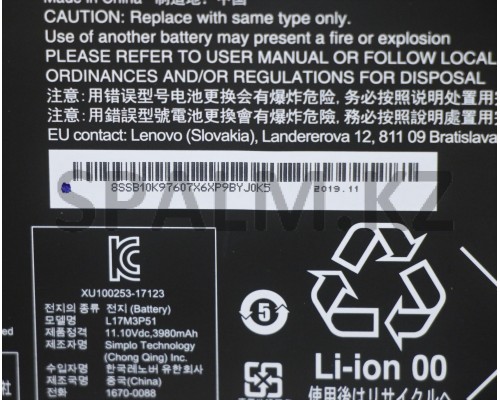 Made in China 制造地：中国
CAUTION: Replace with same type only.
Use of another battery may present a fire or explosion
PLEASE REFER TO USER MANUAL OR FOLLOW LOCAL
ORDINANCES AND/OR REGULATIONS FOR DISPOSAL
注意：用错误型号电池更换会有爆炸危险，务必按照说明处置用
注意：用錯誤型號電池更換會有爆炸危險，務必按照說明處置用
EU contact: Lenovo (Slovakia), Landererova 12, 811 09 Bratislava
8SSB10K97607X6XP9BYJ0K5 2019.11
SPALM.KZ
KC
XU100253-17123
전지의 종류 전지 (Battery)
모델명 L17M3P51
제품정격 11.10Vdc, 3980mAh
제조자 Simplo Technology
(Chong Qing) Inc.
상호명 한국레노버 유한회사
제조국 중국(China)
A/S 1670-0088
5
Li-ion 00
使用後けリサイクルへ
ed
社